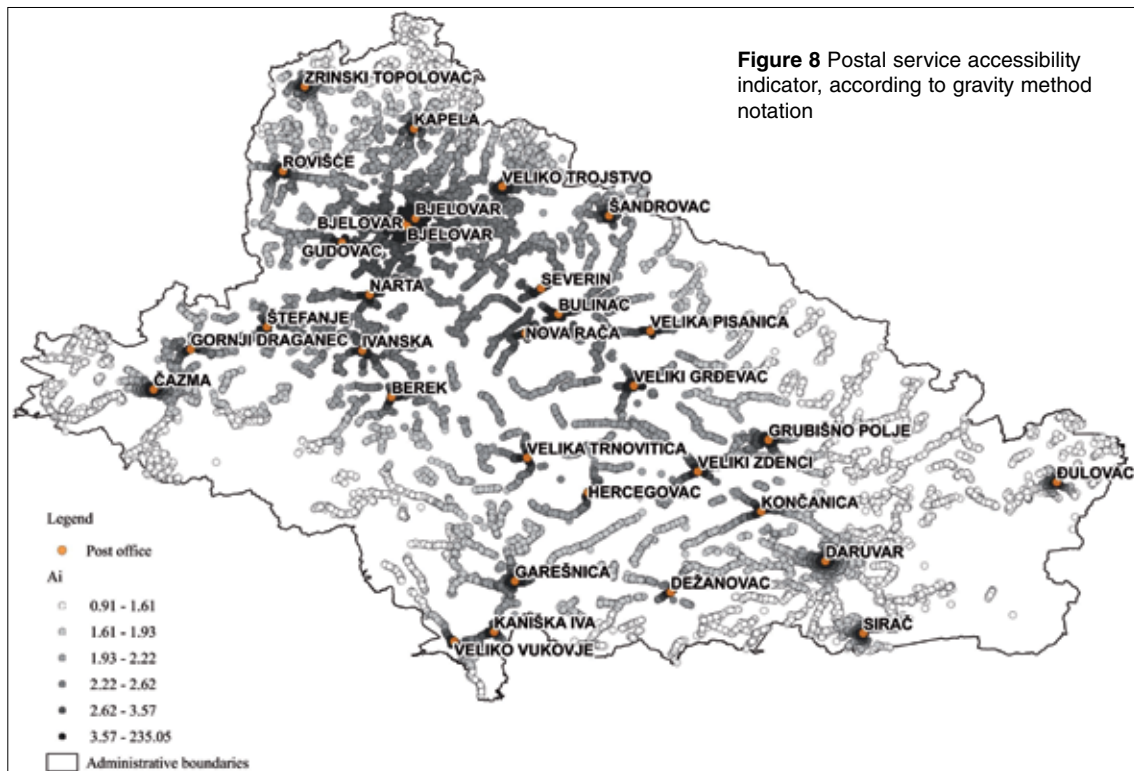 Figure 8 Postal service accessibility
indicator, according to gravity method
notation
ZRINSKI TOPOLOVAC
KAPELA
ROVIŠĆE
VELIKO TROJSTVO
BJELOVAR
ŠANDROVAC
BJELOVAR
BJELOVAR
GUDOVAC
SEVERIN
NARTA
BULINAC
ŠTEFANJE
NOVA RAČA
VELIKA PISANICA
GORNJI DRAGANEC
IVANSKA
ČAZMA
BEREK
VELIKI GRĐEVAC
GRUBIŠNO POLJE
VELIKA TRNOVITICA
VELIKI ZDENCI
ĐULOVAC
HERCEGOVAC
KONČANICA
DARUVAR
GAREŠNICA
DEŽANOVAC
KANIŠKA IVA
SIRAČ
VELIKO VUKOVJE
Legend
Post office
Ai
0.91 - 1.61
1.61 - 1.93
1.93 - 2.22
2.22 - 2.62
2.62 - 3.57
3.57 - 235.05
Administrative boundaries